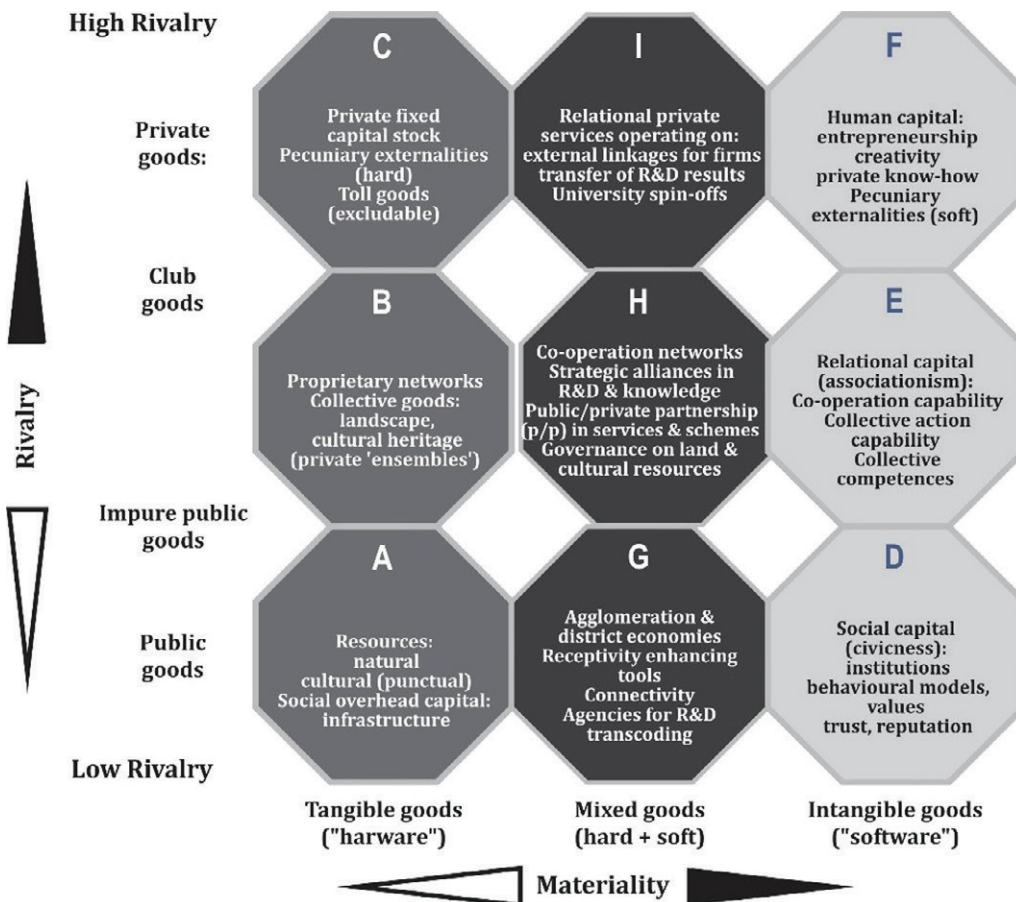 High Rivalry
Private
goods:
Club
goods
Rivalry
Impure public
goods
Public
goods
Low Rivalry
C
Private fixed
capital stock
Pecuniary externalities
(hard)
Toll goods
(excludable)
I
Relational private
services operating on:
external linkages for firms
transfer of R&D results
University spin-offs
F
Human capital:
entrepreneurship
creativity
private know-how
Pecuniary
externalities (soft)
B
Proprietary networks
Collective goods:
landscape,
cultural heritage
(private 'ensembles')
H
Co-operation networks
Strategic alliances in
R&D & knowledge
Public/private partnership
(p/p) in services & schemes
Governance on land &
cultural resources
E
Relational capital
(associationism):
Co-operation capability
Collective action
capability
Collective
competences
A
Resources:
natural
cultural (punctual)
Social overhead capital:
infrastructure
G
Agglomeration &
district economies
Receptivity enhancing
tools
Connectivity
Agencies for R&D
transcoding
D
Social capital
(civicness):
institutions
behavioural models,
values
trust, reputation
Tangible goods
("harware")
Mixed goods
(hard + soft)
Intangible goods
("software")
Materiality